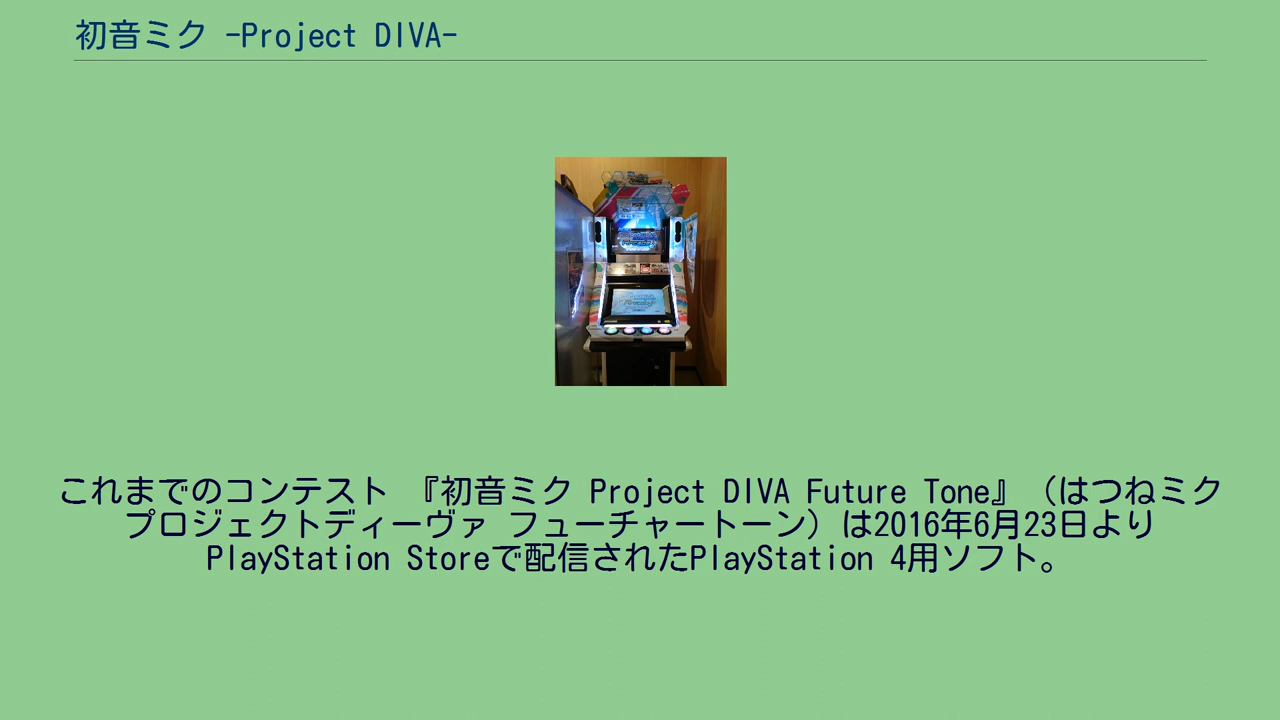 初音ミク -Project DIVA-
これまでのコンテスト 『初音ミク Project DIVA Future Tone』（はつねミク
プロジェクトディーヴァ フューチャートーン）は2016年6月23日より
PlayStation Storeで配信されたPlayStation 4用ソフト。